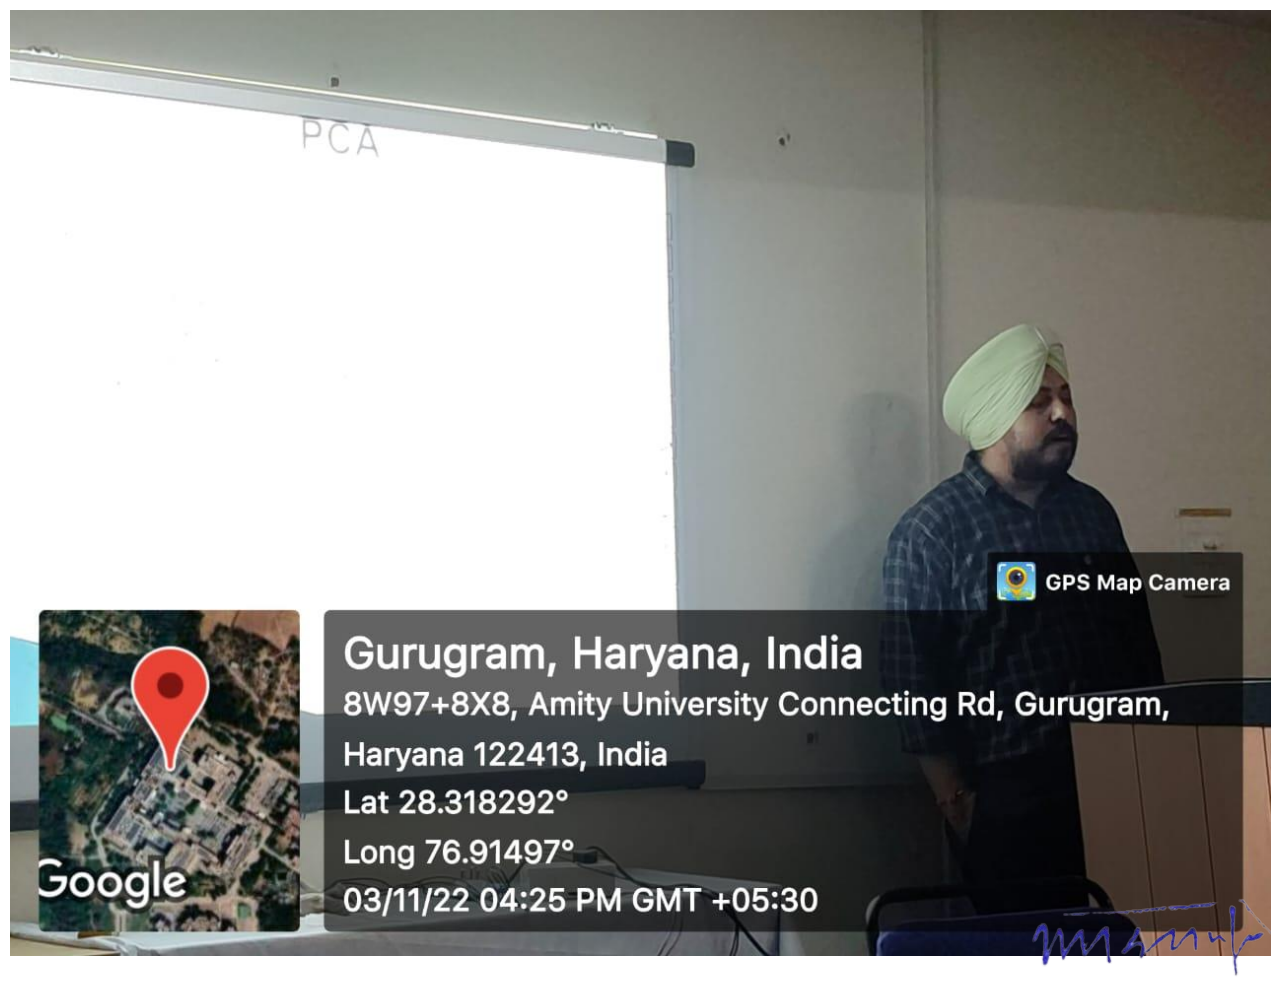 PCA
GPS Map Camera
Gurugram, Haryana, India
8W97+8X8, Amity University Connecting Rd, Gurugram,
Haryana 122413, India
Lat 28.318292°
Long 76.91497°
03/11/22 04:25 PM GMT +05:30
Google